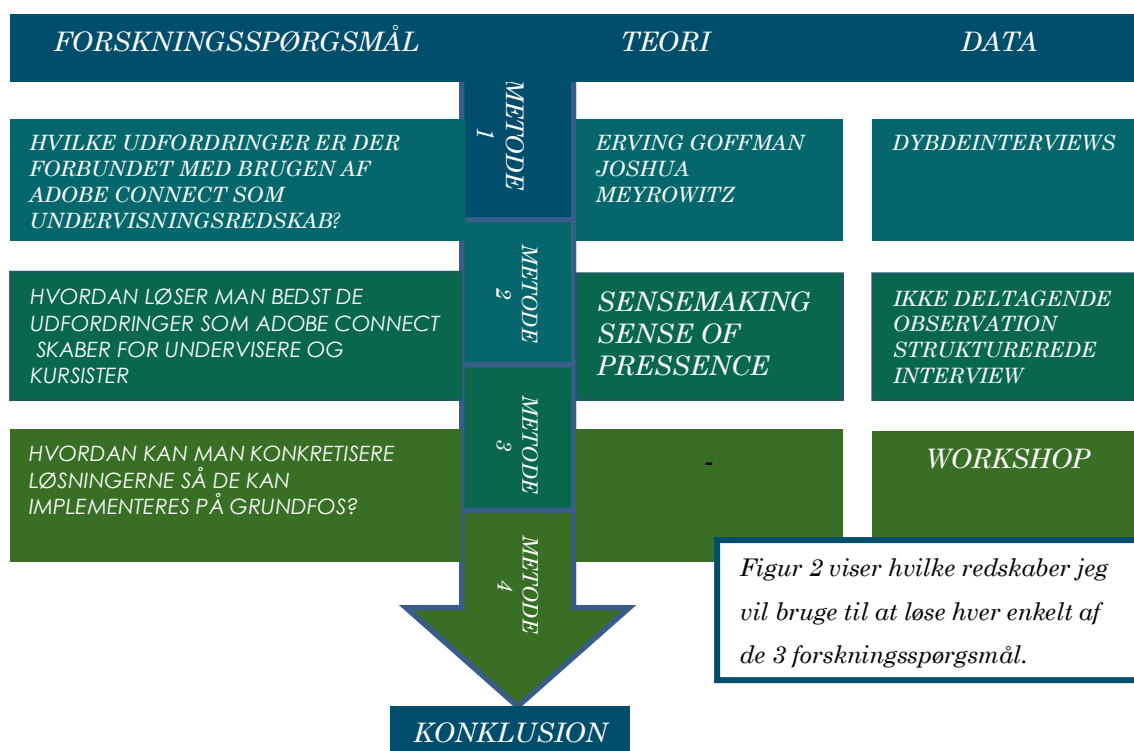 FORSKNINGSSPØRGSMÅL
TEORI
DATA
METODE
1
HVILKE UDFORDRINGER ER DER
FORBUNDET MED BRUGEN AF
ADOBE CONNECT SOM
UNDERVISNINGSREDSKAB?
ERVING GOFFMAN
JOSHUA
MEYROWITZ
DYBDEINTERVIEWS
METODE
2
HVORDAN LØSER MAN BEDST DE
UDFORDRINGER SOM ADOBE CONNECT
SKABER FOR UNDERVISERE OG
KURSISTER
SENSEMAKING
SENSE OF
PRESSENCE
IKKE DELTAGENDE
OBSERVATION
STRUKTUREREDE
INTERVIEW
METODE
3
HVORDAN KAN MAN KONKRETISERE
LØSNINGERNE SÅ DE KAN
IMPLEMENTERES PÅ GRUNDFOS?
-
WORKSHOP
METODE
4
Figur 2 viser hvilke redskaber jeg
vil bruge til at løse hver enkelt af
de 3 forskningsspørgsmål.
KONKLUSION